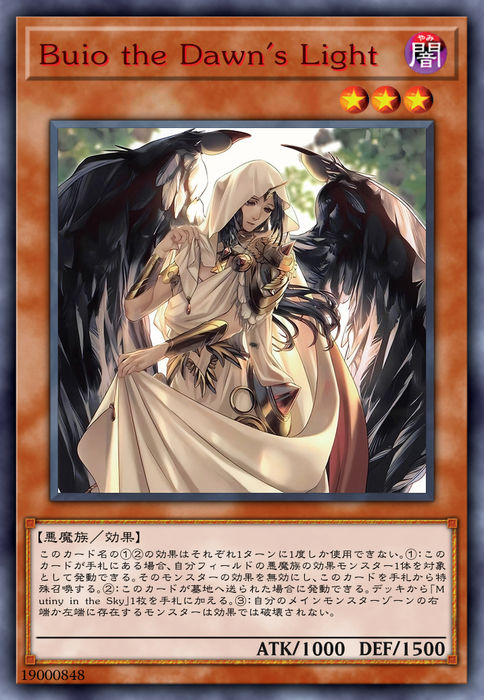 Buio the Dawn's Light
やみ
闇
【悪魔族／効果】
このカード名の①②の効果はそれぞれ1ターンに1度しか使用できない。①：この
カードが手札にある場合、自分フィールドの悪魔族の効果モンスター1体を対象
として発動できる。そのモンスターの効果を無効にし、このカードを手札から特
殊召喚する。②：このカードが墓地へ送られた場合に発動できる。デッキから「M
utiny in the Sky」1枚を手札に加える。③：自分のメインモンスターゾーンの右
端か左端に存在するモンスターは効果では破壊されない。
ATK/1000 DEF/1500
19000848